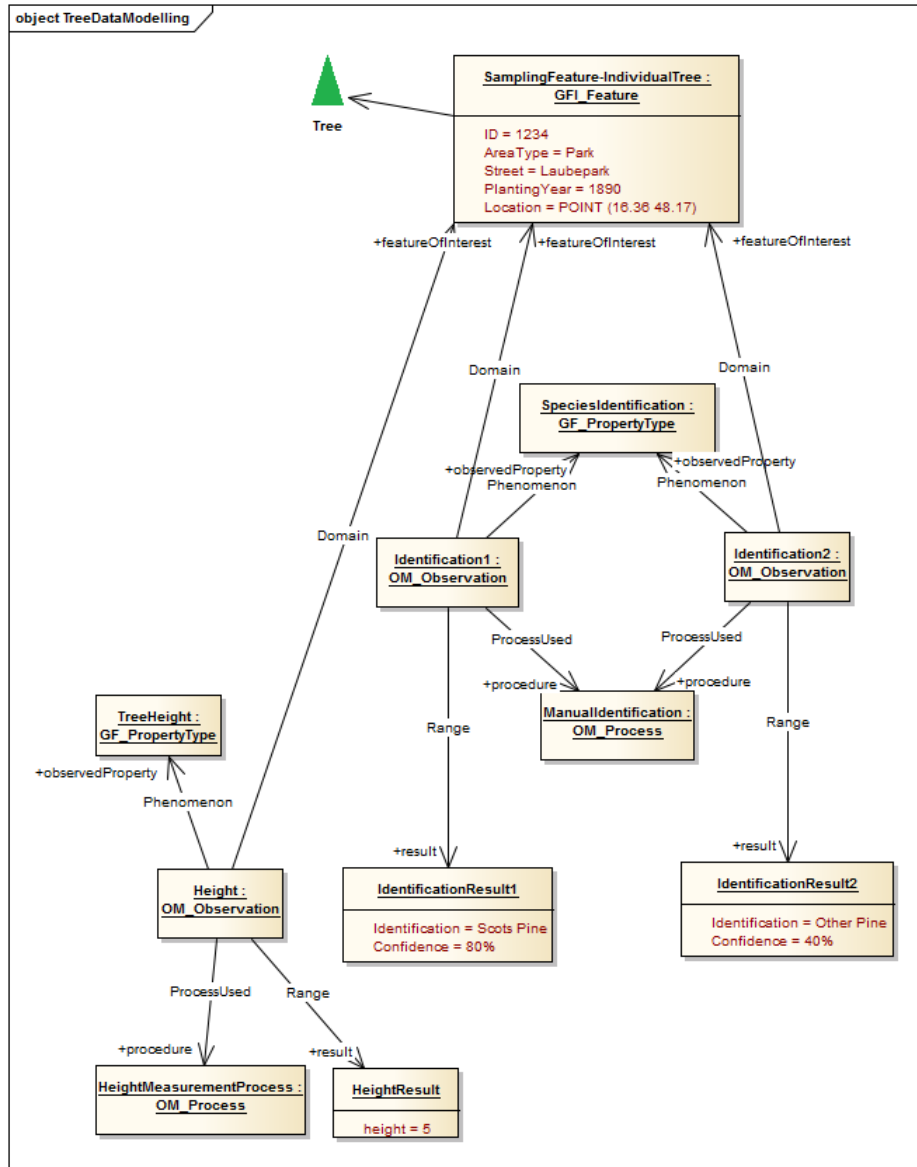 object TreeDataModelling
Tree
SamplingFeature-IndividualTree :
GFI_Feature
ID = 1234
AreaType = Park
Street = Laubepark
PlantingYear = 1890
Location = POINT (16.36 48.17)
+featureOfInterest
+featureOfInterest
+featureOfInterest
Domain
Domain
SpeciesIdentification :
GF_PropertyType
+observedProperty
Phenomenon
+observedProperty
Phenomenon
Domain
Identification1 :
OM_Observation
Identification2 :
OM_Observation
ProcessUsed
ProcessUsed
+procedure
+procedure
ManualIdentification :
OM_Process
Range
Range
TreeHeight :
GF_PropertyType
+observedProperty
Phenomenon
+result
+result
Height :
OM_Observation
IdentificationResult1
Identification = Scots Pine
Confidence = 80%
IdentificationResult2
Identification = Other Pine
Confidence = 40%
ProcessUsed
Range
+procedure
+result
HeightMeasurementProcess :
OM_Process
HeightResult
height = 5